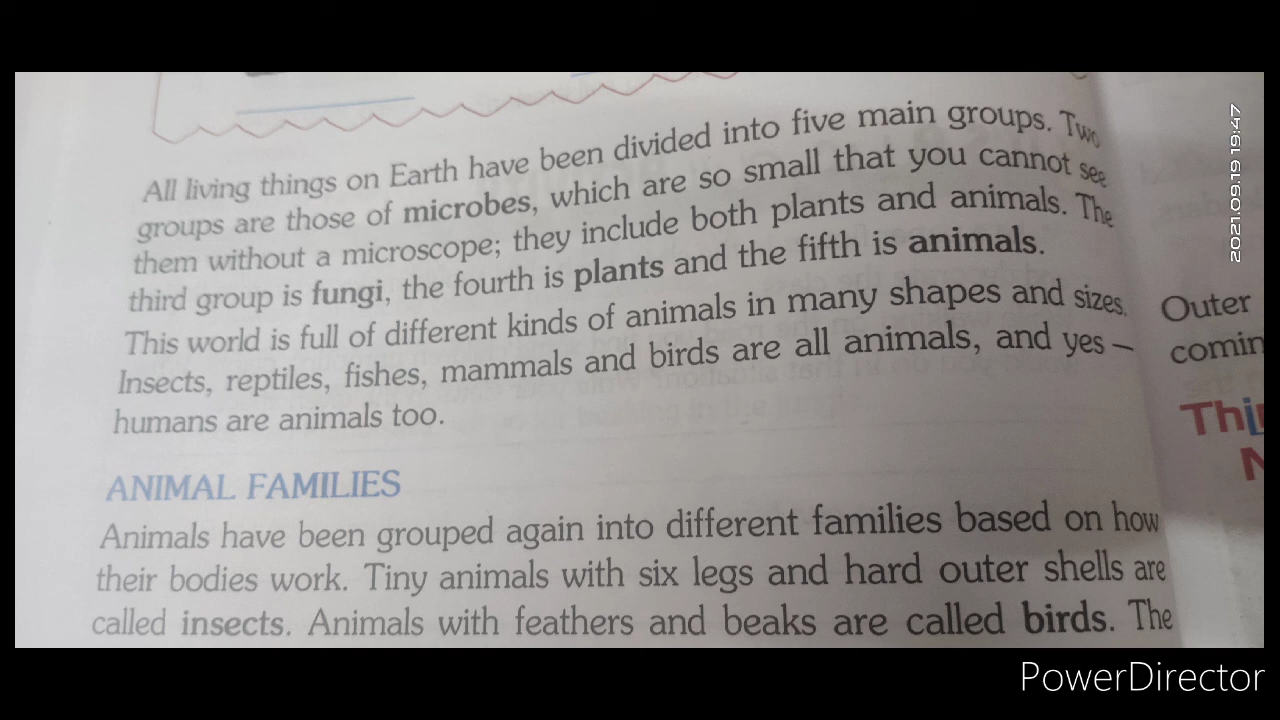 All living things on Earth have been divided into five main groups. Two
groups are those of microbes, which are so small that you cannot see
them without a microscope; they include both plants and animals. The
third group is fungi, the fourth is plants and the fifth is animals.
This world is full of different kinds of animals in many shapes and sizes.
Insects, reptiles, fishes, mammals and birds are all animals, and yes –
humans are animals too.
ANIMAL FAMILIES
Animals have been grouped again into different families based on how
their bodies work. Tiny animals with six legs and hard outer shells are
called insects. Animals with feathers and beaks are called birds. The
Outer
comin
Thi
N
2021.09.19 19:47
PowerDirector